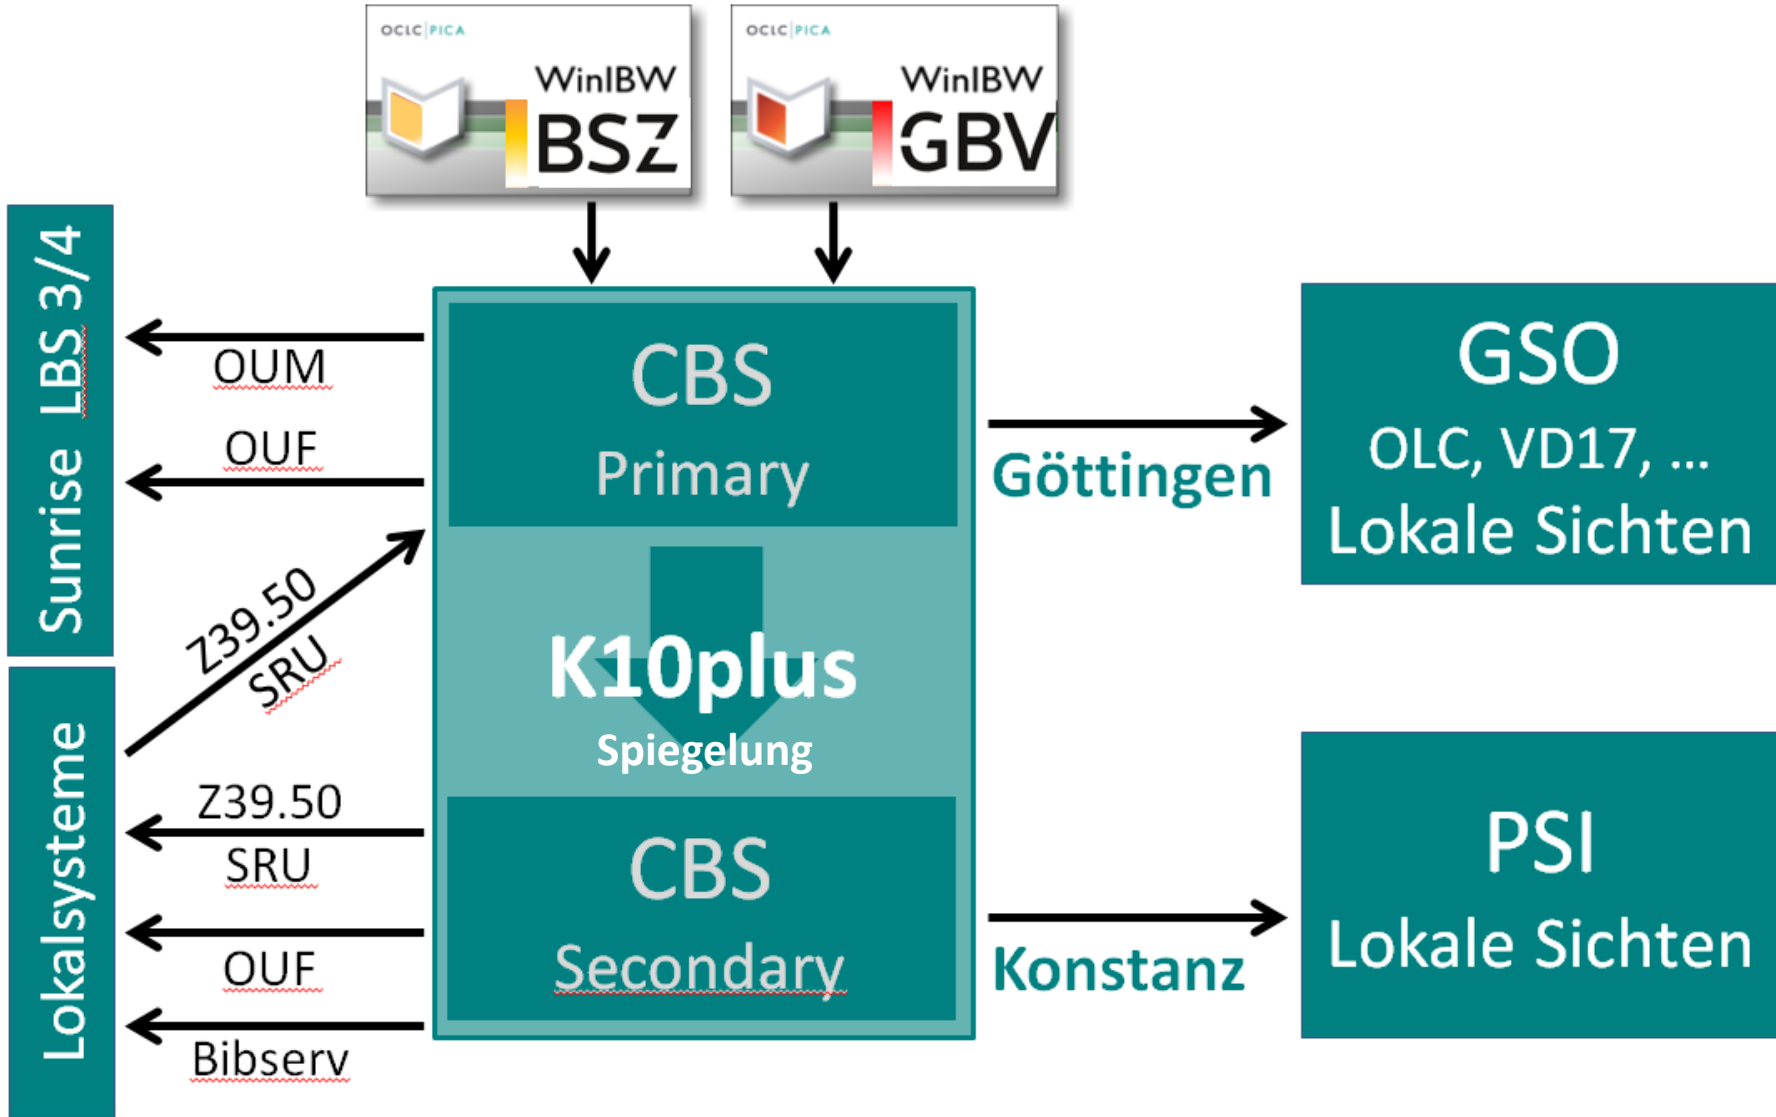 OCLC|PICA
WinIBW
BSZ
OCLC|PICA
WinIBW
GBV
Sunrise LBS 3/4
Lokalsysteme
OUM
OUF
Z39.50
SRU
Z39.50
SRU
OUF
Bibserv
CBS
Primary
K10plus
Spiegelung
CBS
Secondary
Göttingen
Konstanz
GSO
OLC, VD17, ...
Lokale Sichten
PSI
Lokale Sichten